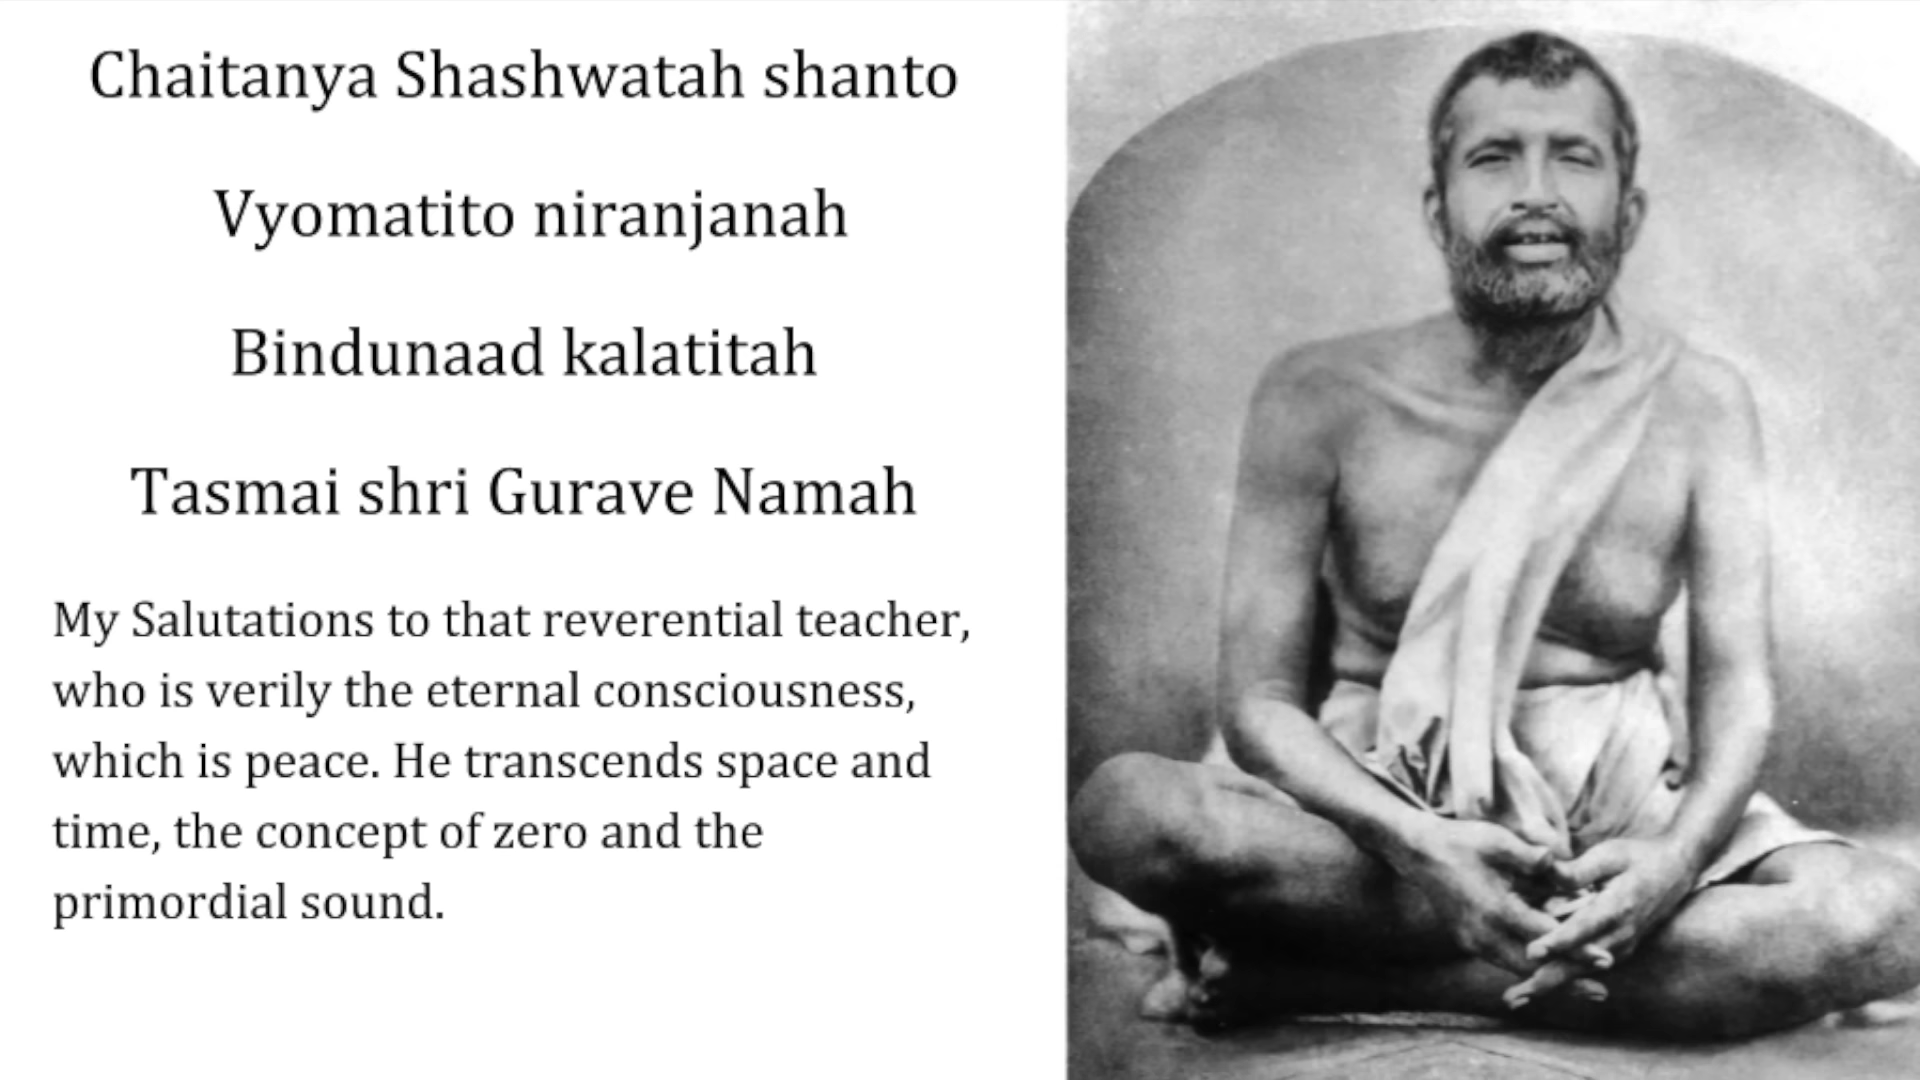 Chaitanya Shashwatah shanto
Vyomatito niranjanah
Bindunaad kalatitah
Tasmai shri Gurave Namah
My Salutations to that reverential teacher,
who is verily the eternal consciousness,
which is peace. He transcends space and
time, the concept of zero and the
primordial sound.